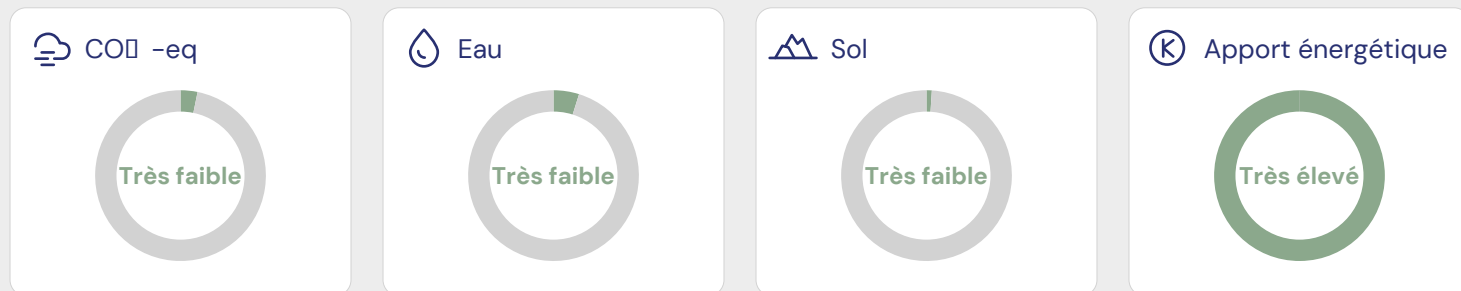 CO▯ -eq
Très faible
Eau
Très faible
Sol
Très faible
Apport énergétique
Très élevé